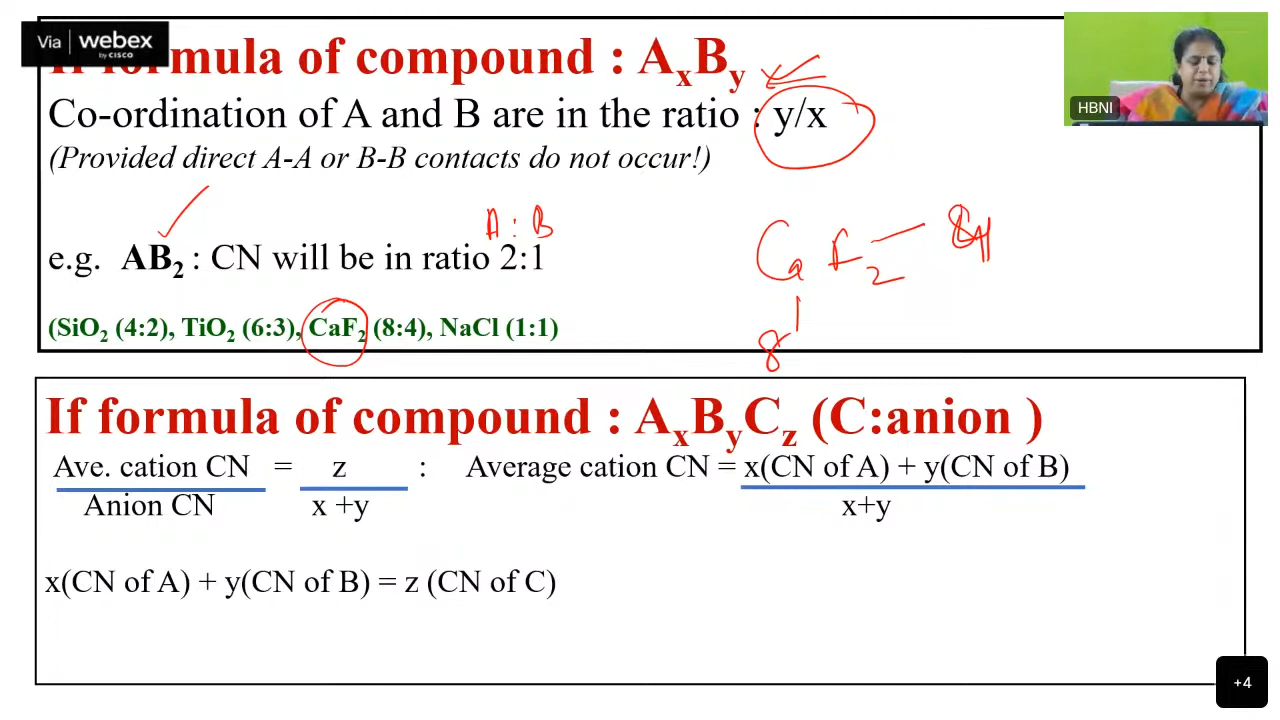 Via webex by CISCO
formula of compound : AxBy
Co-ordination of A and B are in the ratio : y/x
(Provided direct A-A or B-B contacts do not occur!)
A : B
e.g. AB2 : CN will be in ratio 2:1
Ca F2 8
(SiO2 (4:2), TiO2 (6:3), CaF2 (8:4), NaCl (1:1)
8
If formula of compound : AxByCz (C:anion )
Ave. cation CN = z : Average cation CN = x(CN of A) + y(CN of B)
Anion CN x +y x+y
x(CN of A) + y(CN of B) = z (CN of C)
HBNI
+4